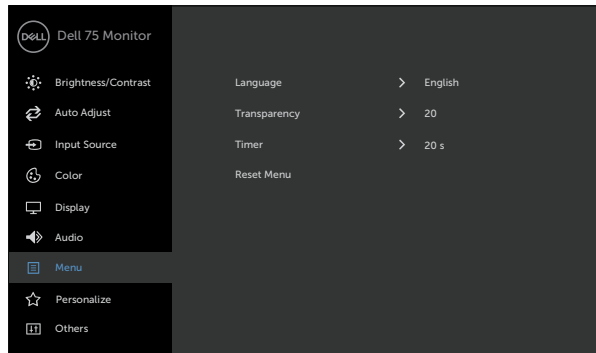 DELL Dell 75 Monitor
Brightness/Contrast
Auto Adjust
Input Source
Color
Display
Audio
Menu
Personalize
Others
Language > English
Transparency > 20
Timer > 20 s
Reset Menu